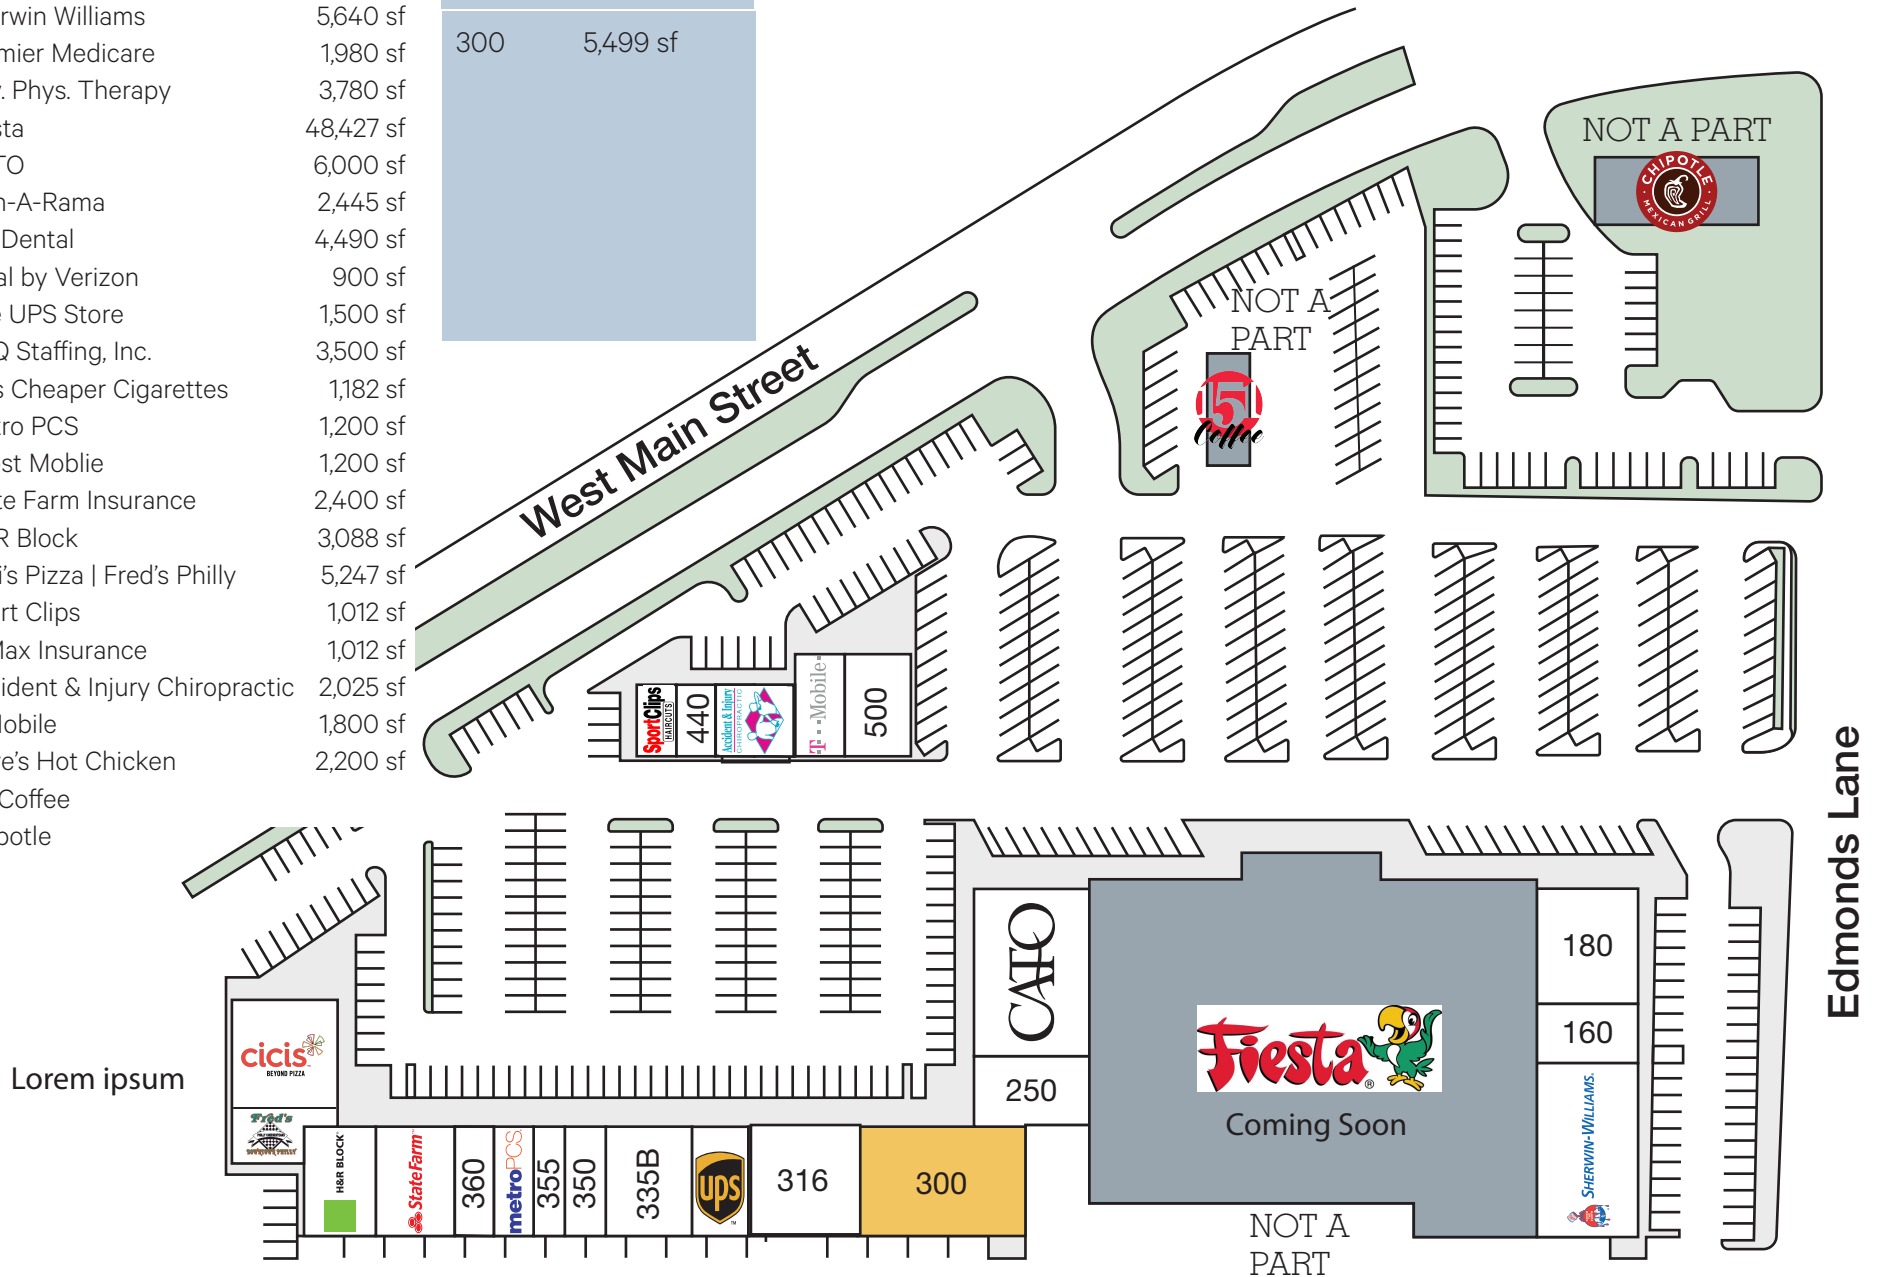 rwin Williams 5,640 sf
mier Medicare 1,980 sf
. Phys. Therapy 3,780 sf
sta 48,427 sf
TO 6,000 sf
n-A-Rama 2,445 sf
Dental 4,490 sf
al by Verizon 900 sf
e UPS Store 1,500 sf
Q Staffing, Inc. 3,500 sf
s Cheaper Cigarettes 1,182 sf
tro PCS 1,200 sf
st Moblie 1,200 sf
te Farm Insurance 2,400 sf
R Block 3,088 sf
i’s Pizza | Fred’s Philly 5,247 sf
rt Clips 1,012 sf
Max Insurance 1,012 sf
ident & Injury Chiropractic 2,025 sf
obile 1,800 sf
e’s Hot Chicken 2,200 sf
Coffee
potle
300 5,499 sf
West Main Street
NOT A PART
CHIPOTLE
MEXICAN GRILL
NOT A
PART
151
Coffee
SportClips
HAIRCUTS
440
Accident & Injury
CHIROPRACTIC
T Mobile
500
Edmonds Lane
CATO
250
Fiesta®
Coming Soon
180
160
SHERWIN-WILLIAMS.
NOT A
PART
Lorem ipsum
cicis
BEYOND PIZZA
Fred's
DOWNTOWN PHILLY
H&R BLOCK
StateFarm
360
metroPCS.
355
350
335B
ups
316
300